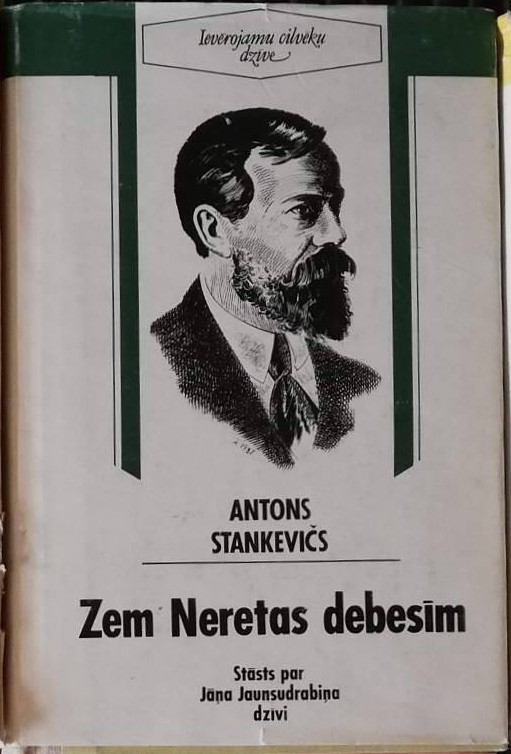 Ievērojamu cilvēku
dzīve
ANTONS
STANKEVIČS
Zem Neretas debesīm
Stāsts par
Jāņa Jaunsudrabiņa
dzīvi